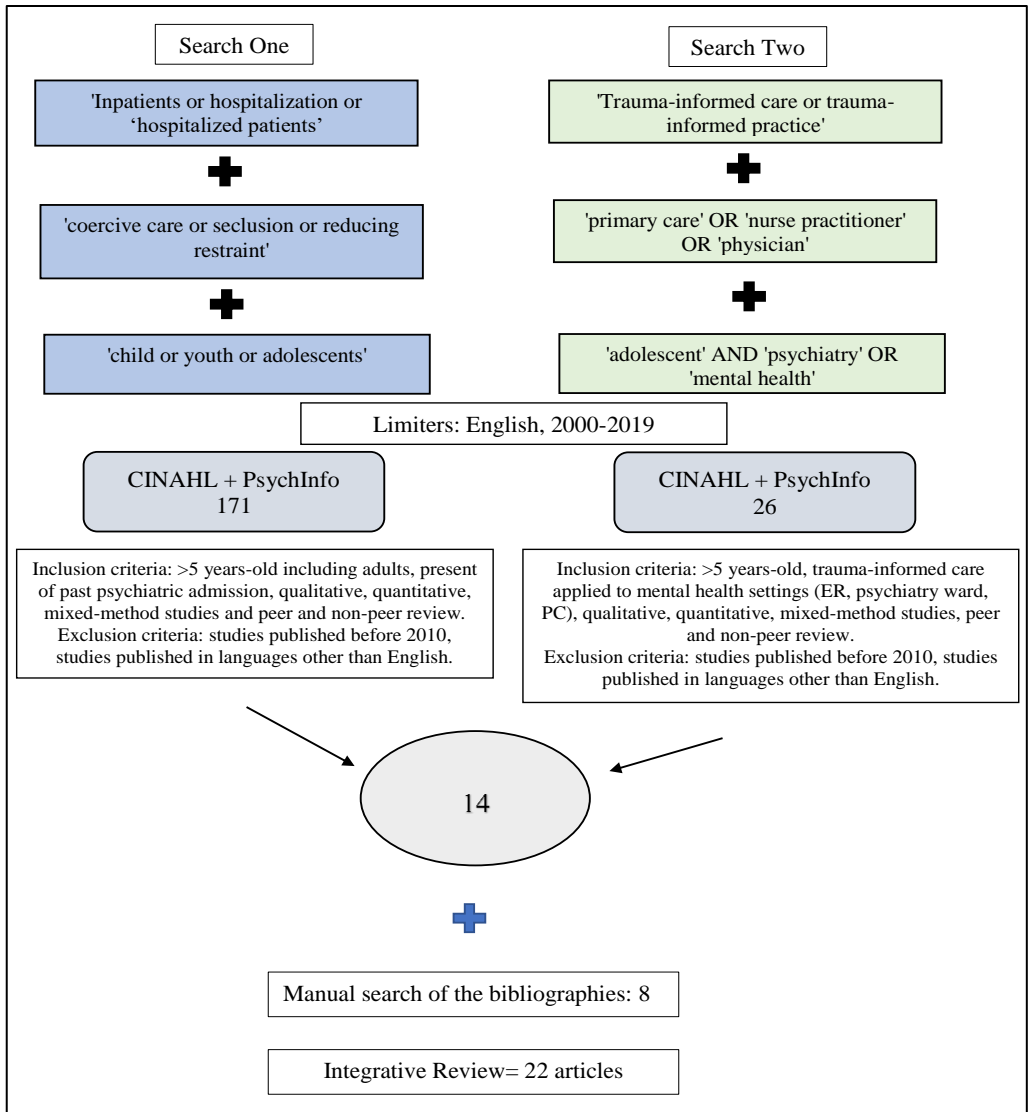 Search One
'Inpatients or hospitalization or
‘hospitalized patients’
'coercive care or seclusion or reducing
restraint'
'child or youth or adolescents'
Search Two
'Trauma-informed care or trauma-
informed practice'
'primary care' OR 'nurse practitioner'
OR 'physician'
'adolescent' AND 'psychiatry' OR
'mental health'
Limiters: English, 2000-2019
CINAHL + PsychInfo
171
CINAHL + PsychInfo
26
Inclusion criteria: >5 years-old including adults, present
of past psychiatric admission, qualitative, quantitative,
mixed-method studies and peer and non-peer review.
Exclusion criteria: studies published before 2010,
studies published in languages other than English.
Inclusion criteria: >5 years-old, trauma-informed care
applied to mental health settings (ER, psychiatry ward,
PC), qualitative, quantitative, mixed-method studies, peer
and non-peer review.
Exclusion criteria: studies published before 2010, studies
published in languages other than English.
14
Manual search of the bibliographies: 8
Integrative Review= 22 articles